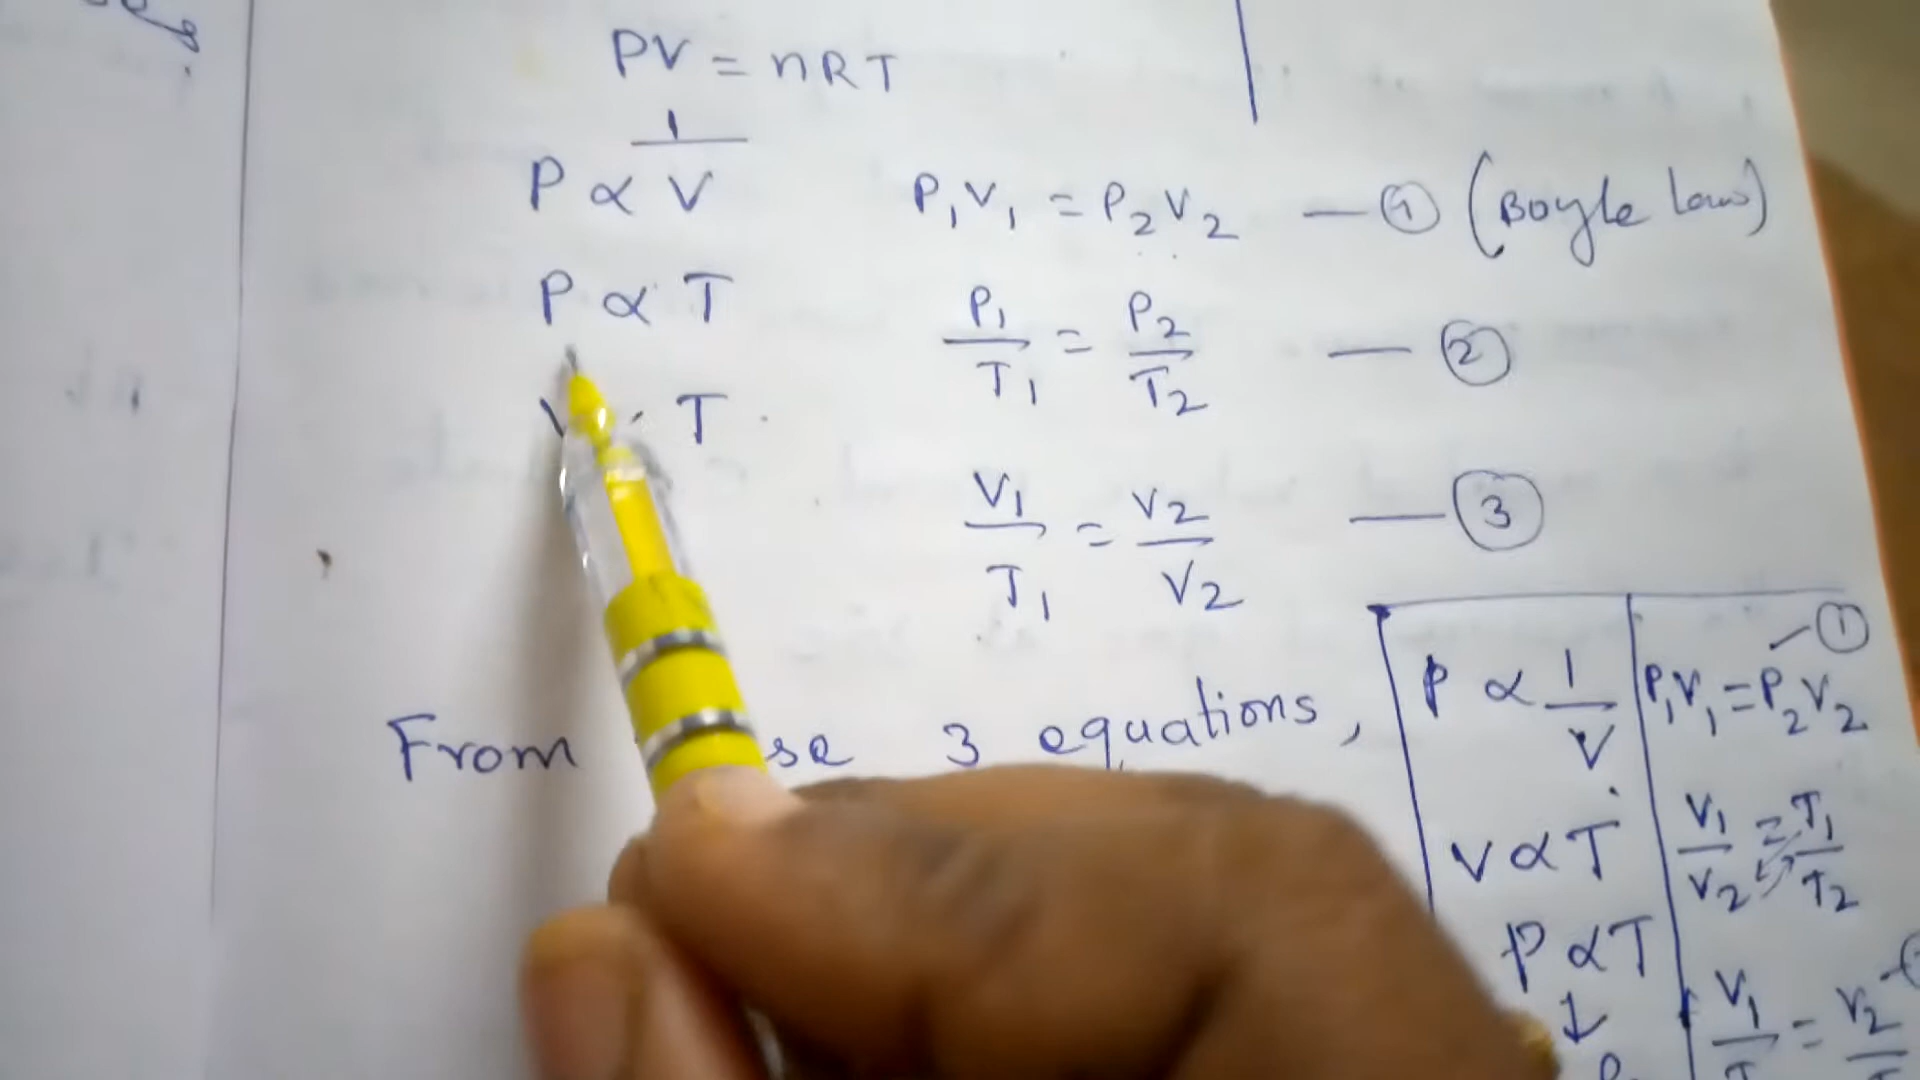 PV = nRT
P ∝ 1/V    P₁V₁ = P₂V₂ — ① (Boyle Law)
P ∝ T    P₁/T₁ = P₂/T₂ — ②
T
V₁/T₁ = V₂/V₂ — ③
From 3 equations,
P ∝ 1/V    P₁V₁ = P₂V₂ — ①
V ∝ T    V₁/V₂ = T₁/T₂
P ∝ T
↓    V₁/T = V₂/